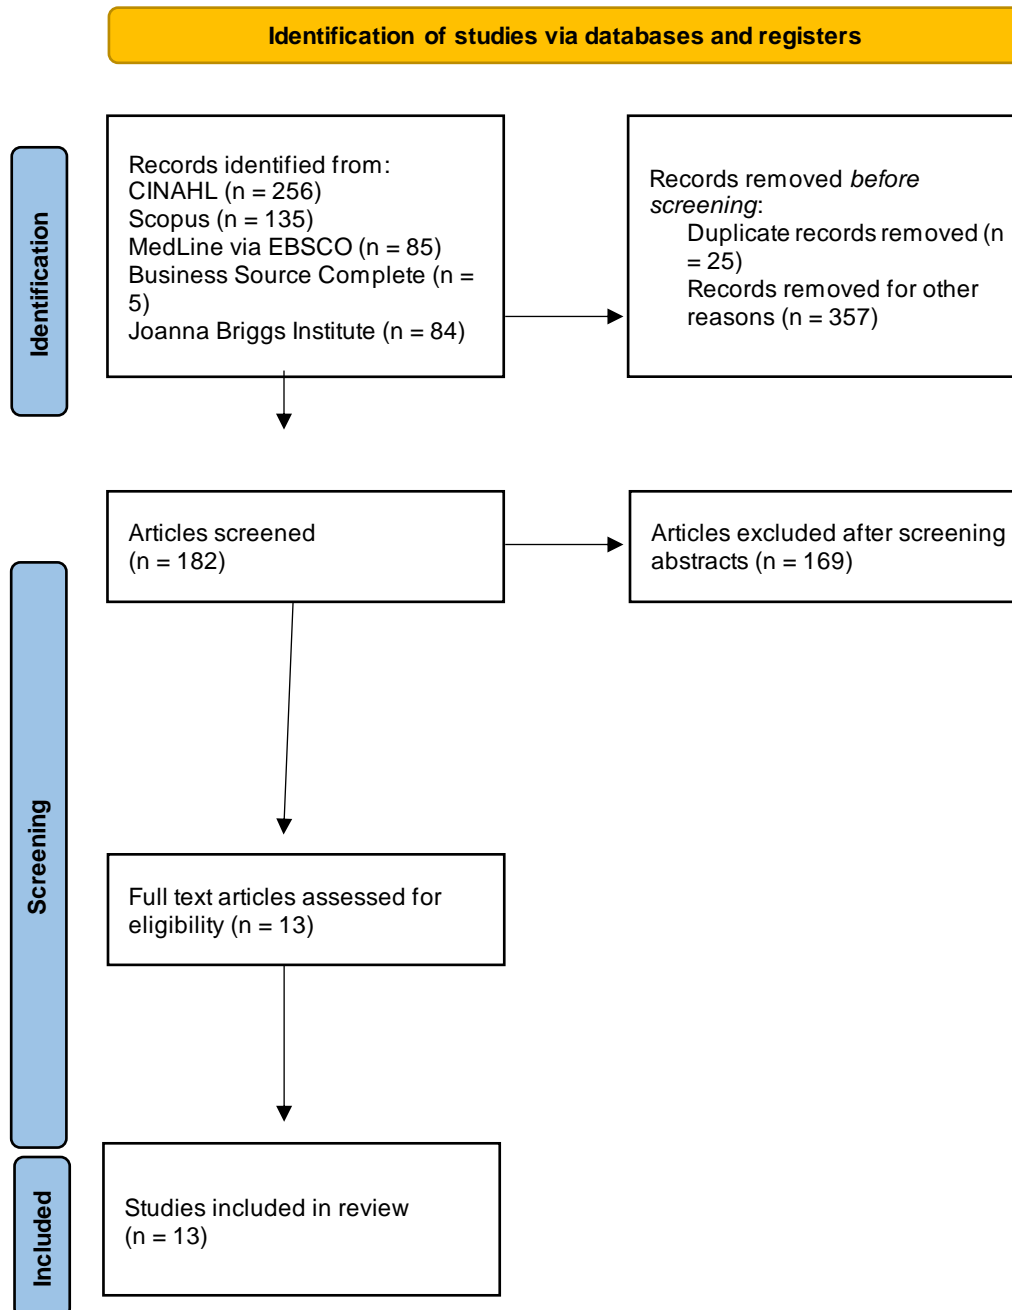 Identification of studies via databases and registers
Identification
Records identified from:
CINAHL (n = 256)
Scopus (n = 135)
MedLine via EBSCO (n = 85)
Business Source Complete (n =
5)
Joanna Briggs Institute (n = 84)
Records removed before
screening:
Duplicate records removed (n
= 25)
Records removed for other
reasons (n = 357)
Screening
Articles screened
(n = 182)
Articles excluded after screening
abstracts (n = 169)
Full text articles assessed for
eligibility (n = 13)
Included
Studies included in review
(n = 13)